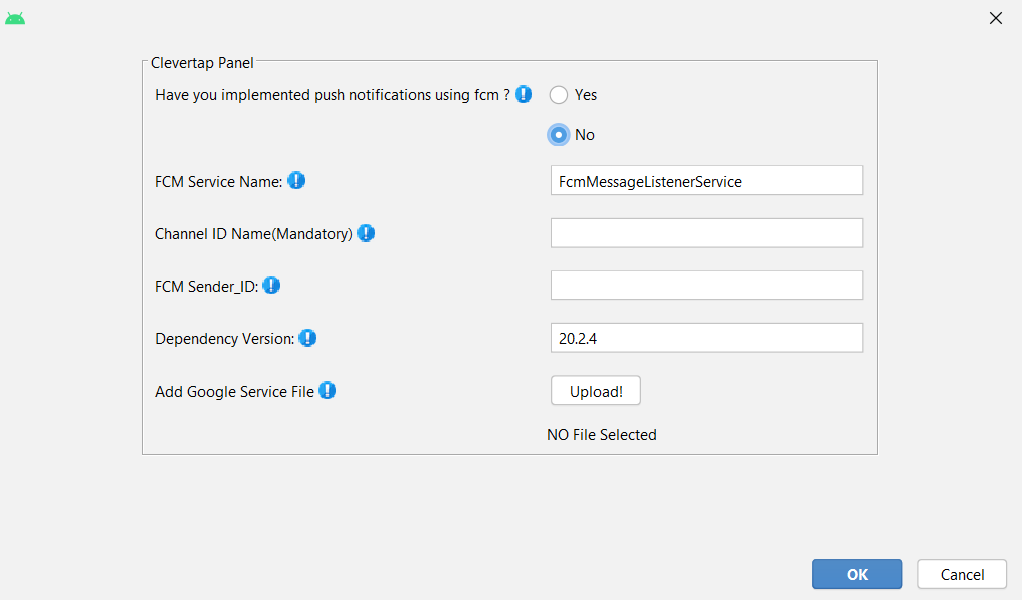 Clevertap Panel
Have you implemented push notifications using fcm ? Yes
No
FCM Service Name: FcmMessageListenerService
Channel ID Name(Mandatory)
FCM Sender_ID:
Dependency Version: 20.2.4
Add Google Service File Upload!
NO File Selected
OK Cancel